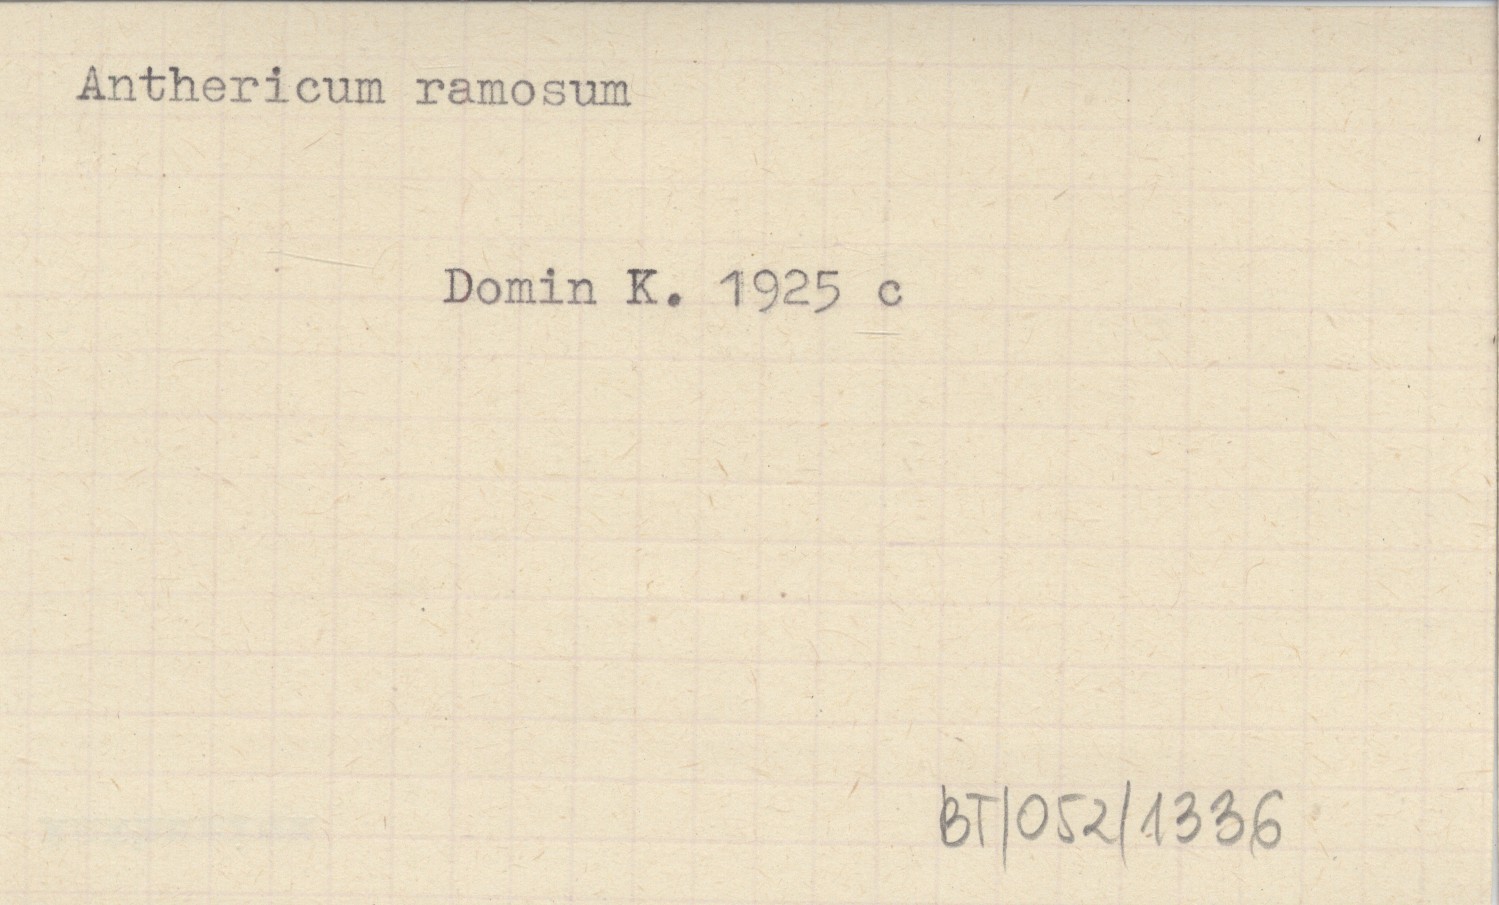 Anthericum ramosum
Domin K. 1925 c
BT/052/1336